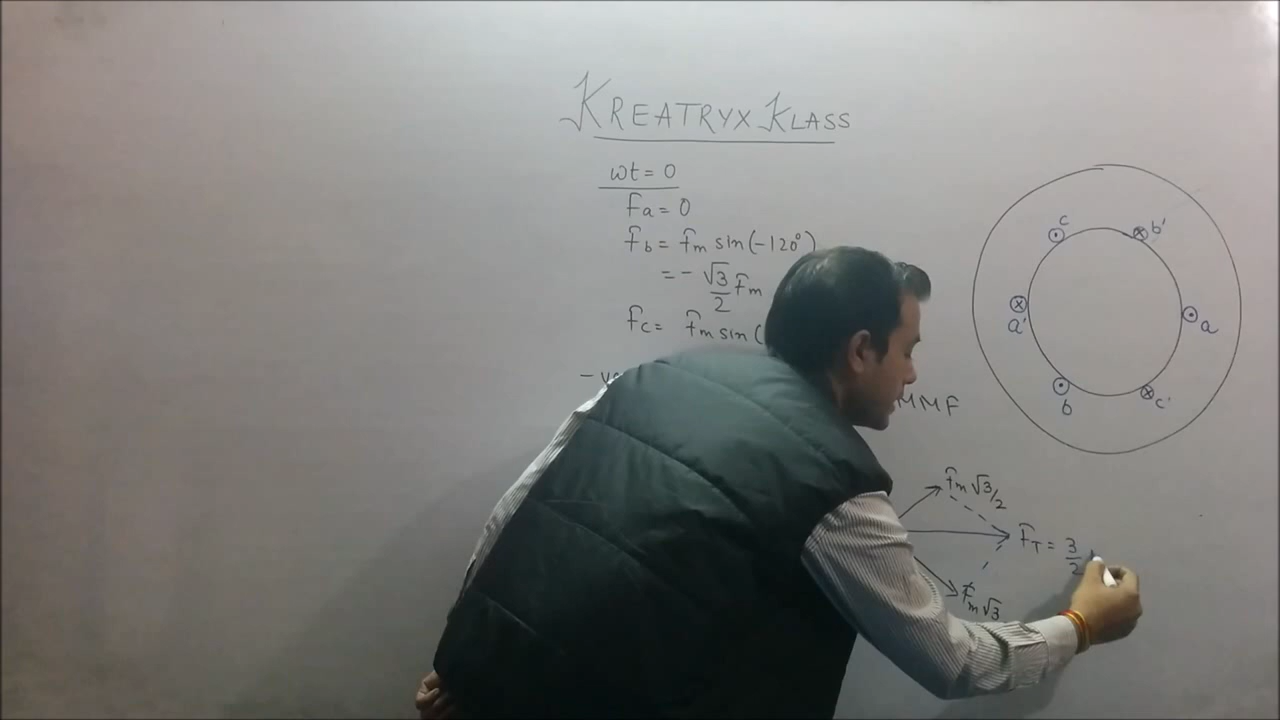 KREATRYX KLASS
wt = 0
Fa = 0
Fb = Fm sin(-120°)
= - √3/2 Fm
Fc = Fm sin(
MMF
c
b'
a'
a
b
c'
Fm √3/2
FT = 3/2
Fm √3